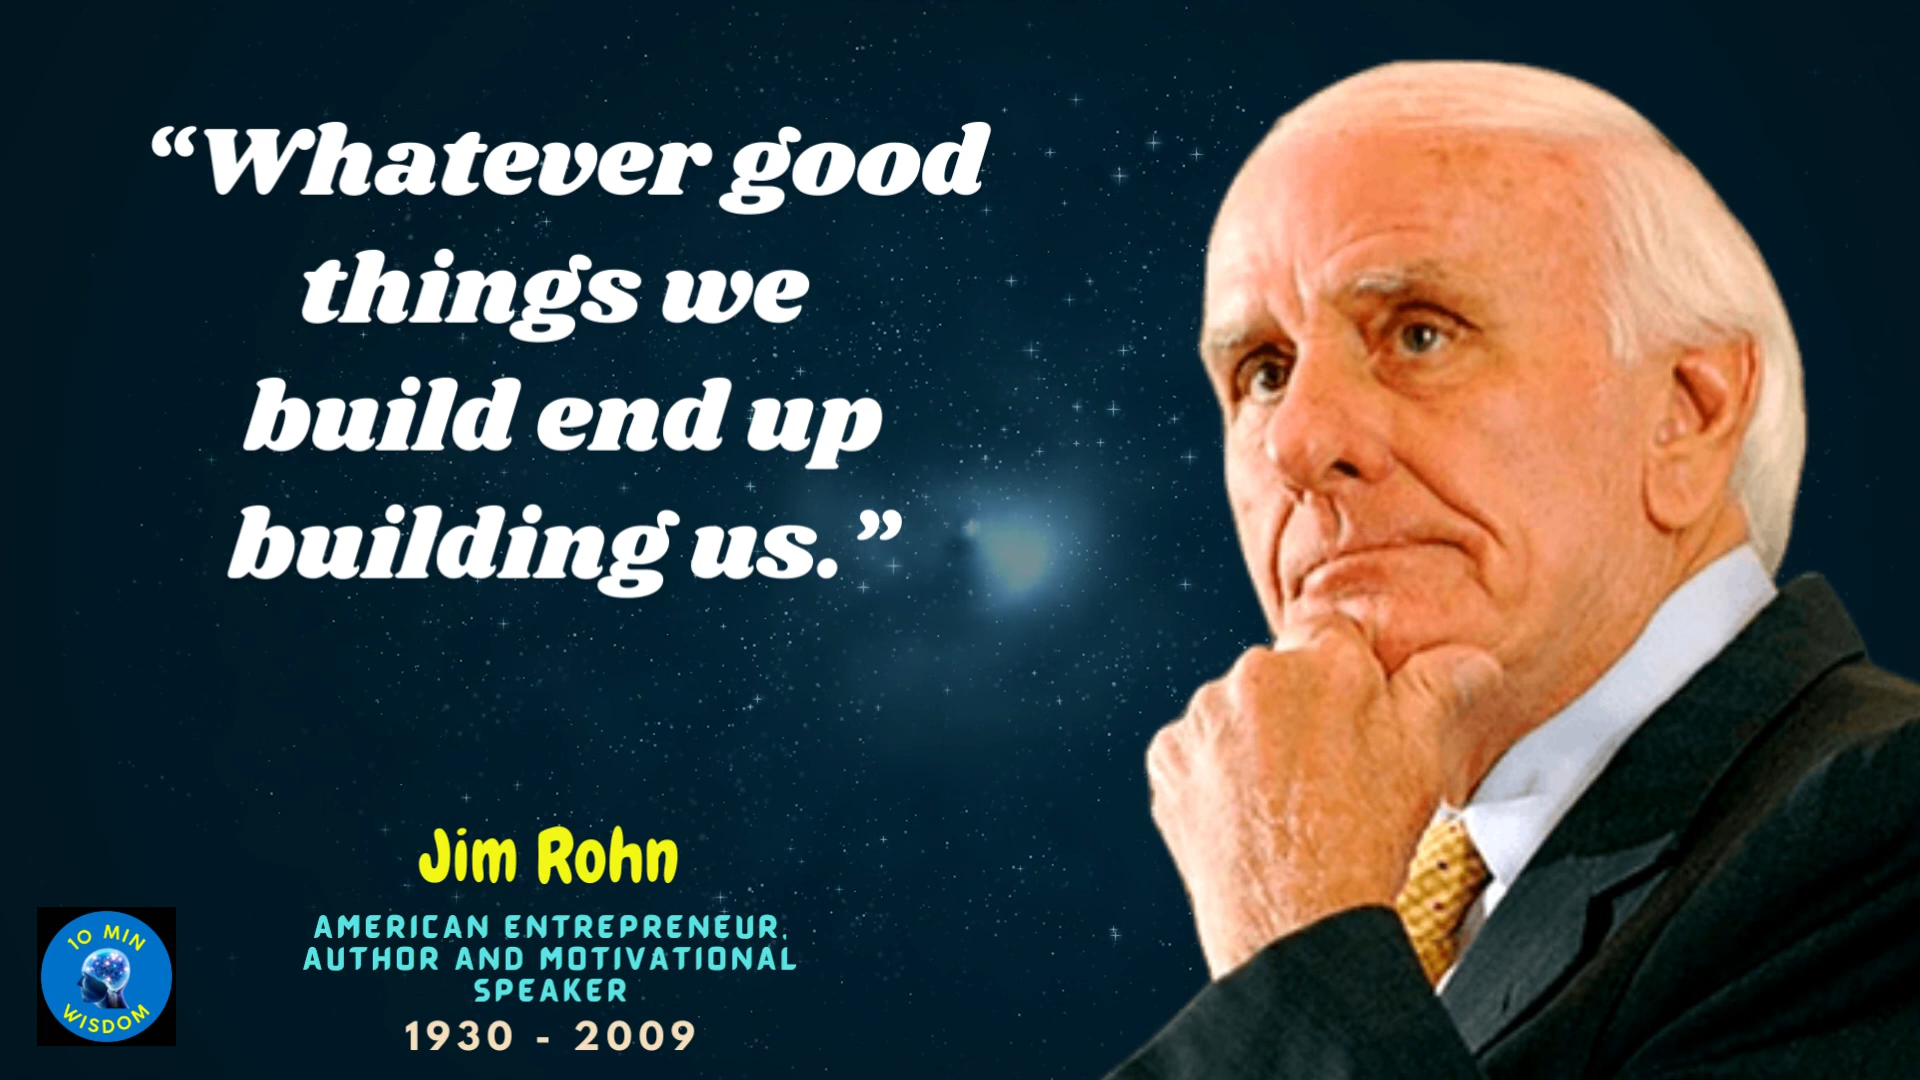 “Whatever good
things we
build end up
building us.”
Jim Rohn
AMERICAN ENTREPRENEUR,
AUTHOR AND MOTIVATIONAL
SPEAKER
1930 - 2009
10 MIN
WISDOM